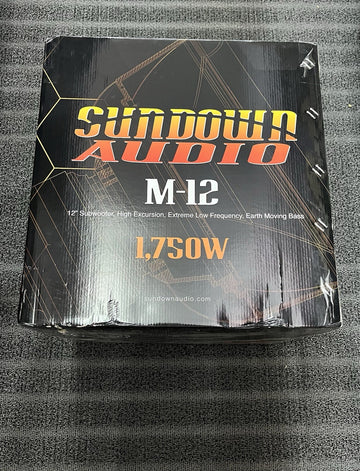 SUNDOWN
AUDIO
M-12
12" Subwoofer, High Excursion, Extreme Low Frequency, Earth Moving Bass
1,750W
sundownaudio.com